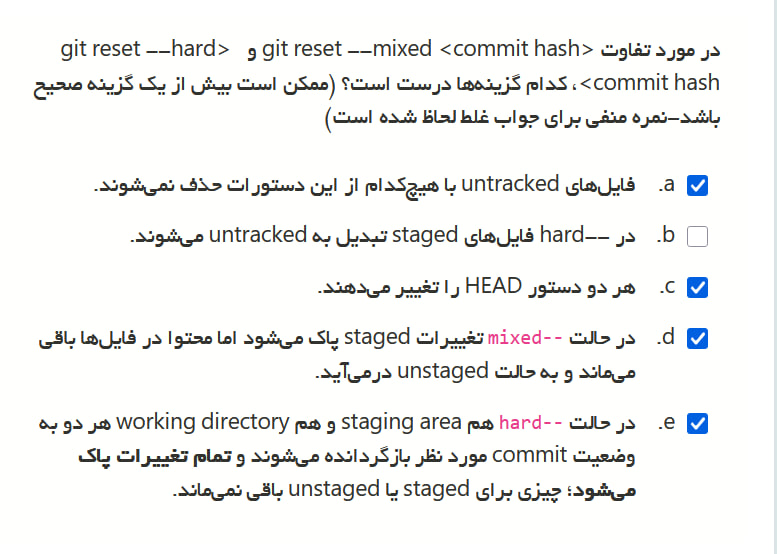 در مورد تفاوت git reset --mixed <commit hash> و git reset --hard <
commit hash>، کدام گزینه‌ها درست است؟ (ممکن است بیش از یک گزینه صحیح
باشد-نمره منفی برای جواب غلط لحاظ شده است)
a. فایل‌های untracked با هیچ‌کدام از این دستورات حذف نمی‌شوند.
b. در --hard فایل‌های staged تبدیل به untracked می‌شوند.
c. هر دو دستور HEAD را تغییر می‌دهند.
d. در حالت --mixed تغییرات staged پاک می‌شود اما محتوا در فایل‌ها باقی
می‌ماند و به حالت unstaged درمی‌آید.
e. در حالت --hard هم staging area و هم working directory هر دو به
وضعیت commit مورد نظر بازگردانده می‌شوند و تمام تغییرات پاک
می‌شود؛ چیزی برای staged یا unstaged باقی نمی‌ماند.